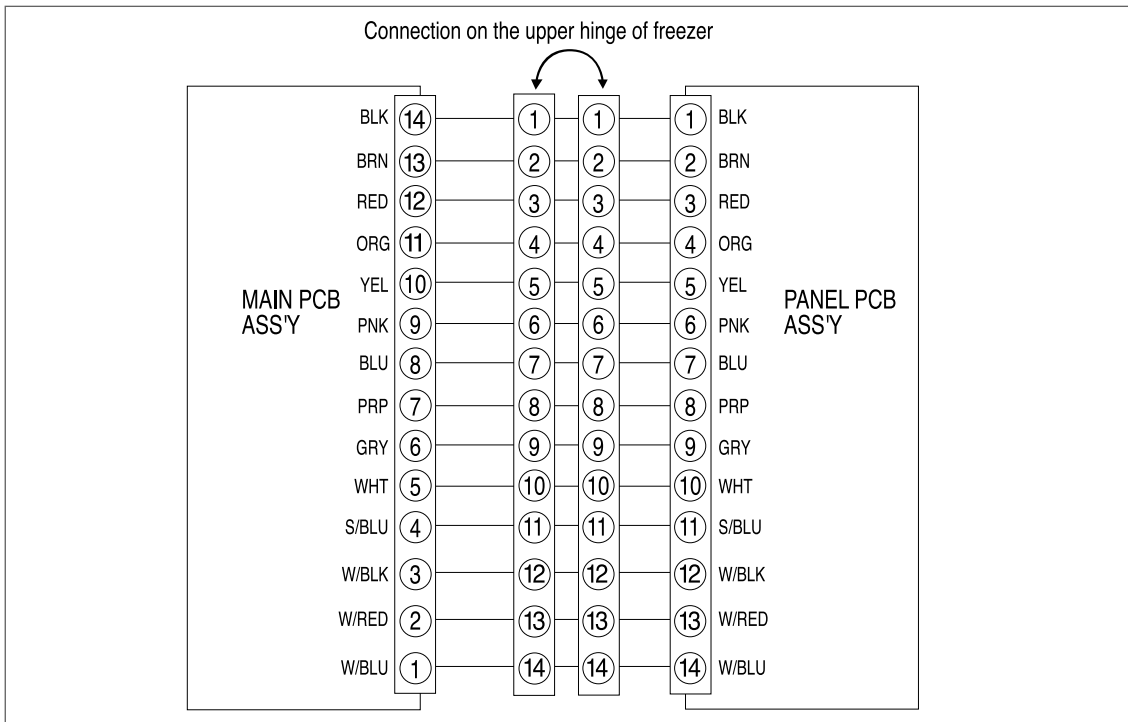 Connection on the upper hinge of freezer
BLK 14 1 1 1 BLK
BRN 13 2 2 2 BRN
RED 12 3 3 3 RED
ORG 11 4 4 4 ORG
YEL 10 5 5 5 YEL
MAIN PCB PANEL PCB
ASS'Y ASS'Y
PNK 9 6 6 6 PNK
BLU 8 7 7 7 BLU
PRP 7 8 8 8 PRP
GRY 6 9 9 9 GRY
WHT 5 10 10 10 WHT
S/BLU 4 11 11 11 S/BLU
W/BLK 3 12 12 12 W/BLK
W/RED 2 13 13 13 W/RED
W/BLU 1 14 14 14 W/BLU